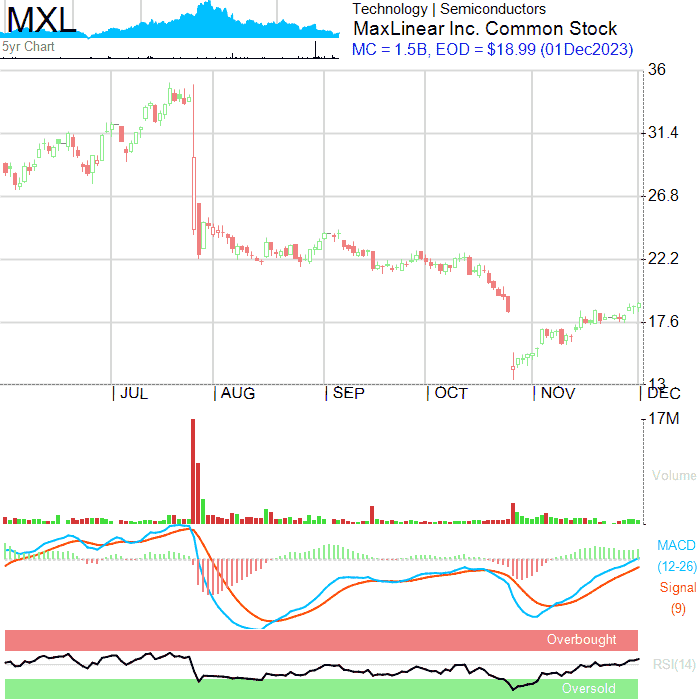 MXL
5yr Chart
Technology | Semiconductors
MaxLinear Inc. Common Stock
MC = 1.5B, EOD = $18.99 (01Dec2023)
36
31.4
26.8
22.2
17.6
13
JUL AUG SEP OCT NOV DEC
17M
Volume
MACD
(12-26)
Signal
(9)
Overbought
RSI(14)
Oversold